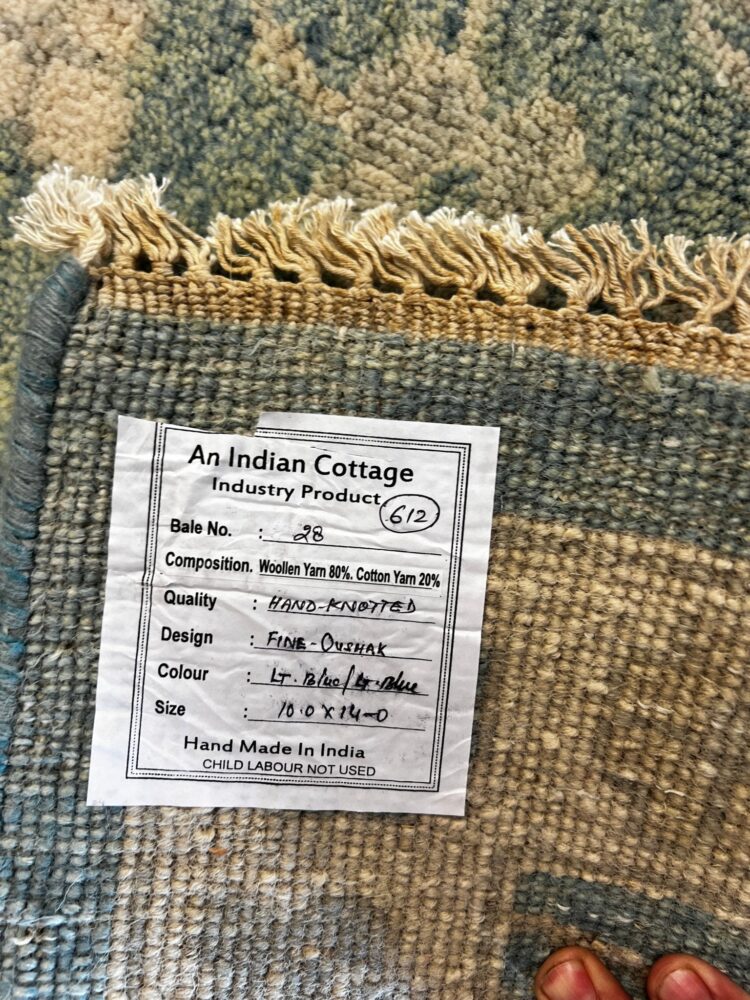 An Indian Cottage
Industry Product
612
Bale No. : 28
Composition. Woollen Yarn 80%. Cotton Yarn 20%
Quality : HAND-KNOTTED
Design : FINE-OUSHAK
Colour : LT. Blue/Lt. Blue
Size : 10.0 X 14-0
Hand Made In India
CHILD LABOUR NOT USED